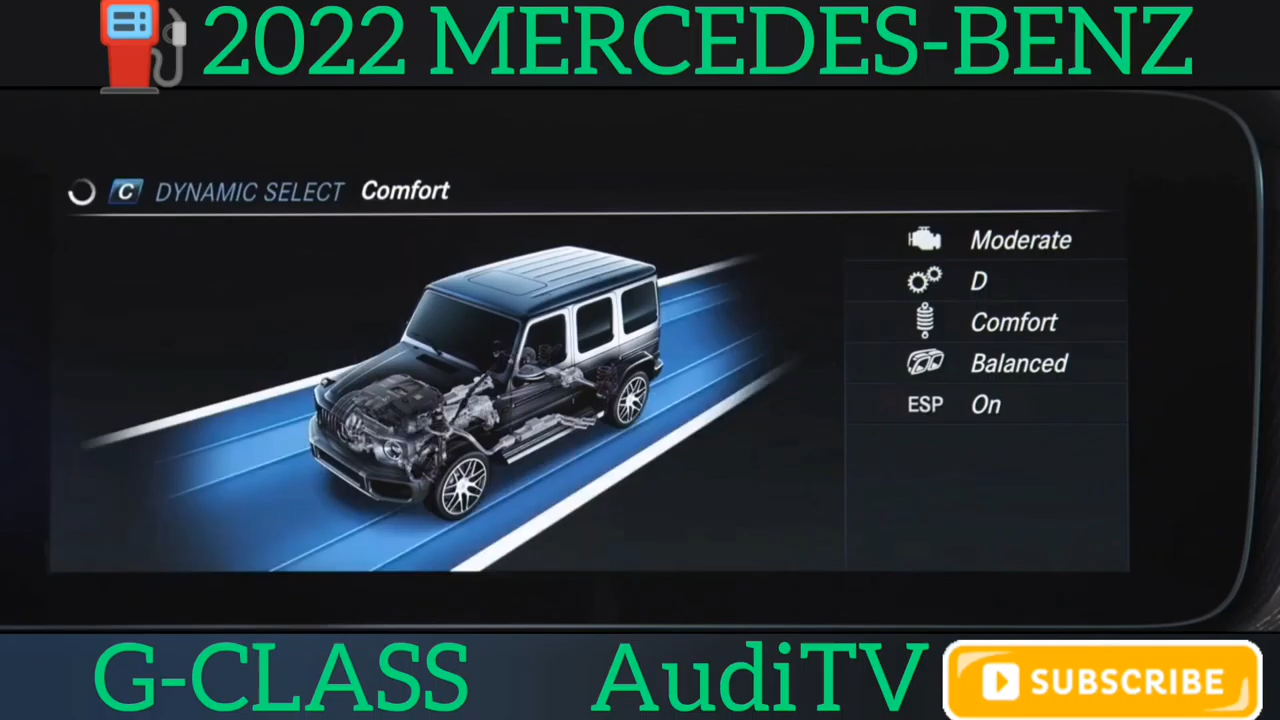 2022 MERCEDES-BENZ
C DYNAMIC SELECT Comfort
Moderate
D
Comfort
Balanced
ESP On
G-CLASS AudiTV SUBSCRIBE